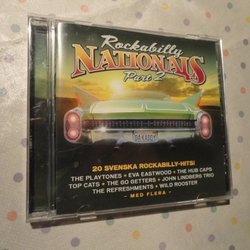 Rockabilly
NATIONALS
Part 2
20 SVENSKA ROCKABILLY-HITS!
THE PLAYTONES • EVA EASTWOOD • THE HUB CAPS
TOP CATS • THE GO GETTERS • JOHN LINDBERG TRIO
THE REFRESHMENTS • WILD ROOSTER
- MED FLERA -